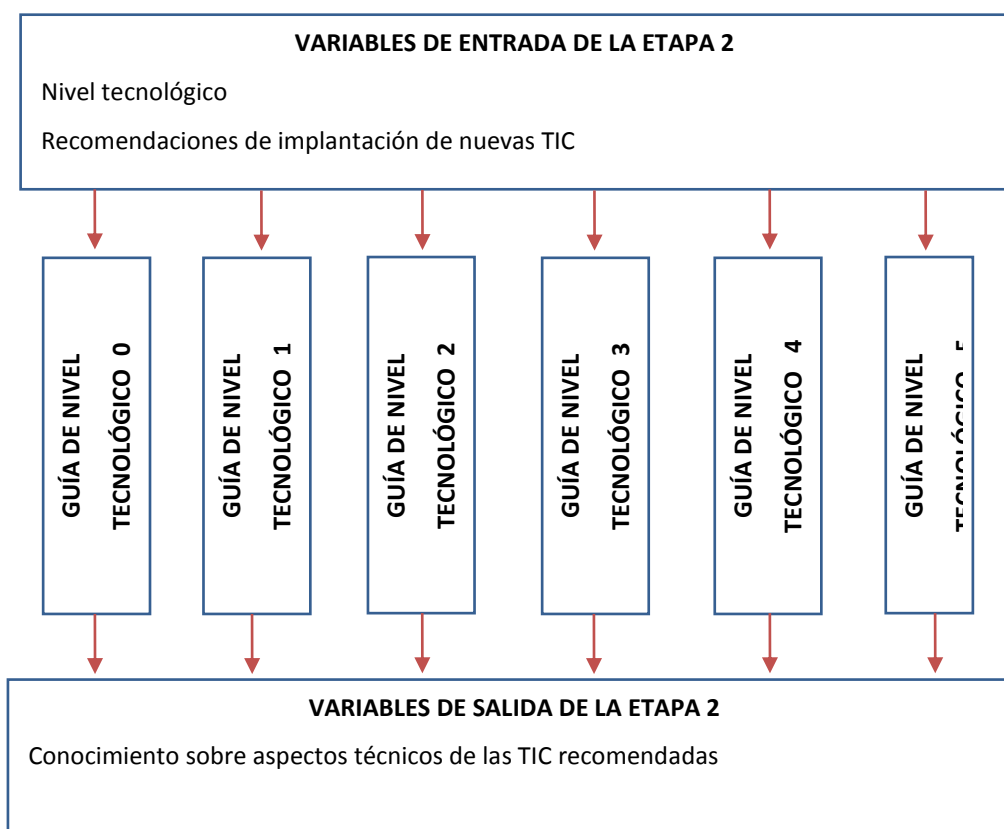 VARIABLES DE ENTRADA DE LA ETAPA 2
Nivel tecnológico
Recomendaciones de implantación de nuevas TIC
GUÍA DE NIVEL
TECNOLÓGICO 0
GUÍA DE NIVEL
TECNOLÓGICO 1
GUÍA DE NIVEL
TECNOLÓGICO 2
GUÍA DE NIVEL
TECNOLÓGICO 3
GUÍA DE NIVEL
TECNOLÓGICO 4
GUÍA DE NIVEL
TECNOLÓGICO
VARIABLES DE SALIDA DE LA ETAPA 2
Conocimiento sobre aspectos técnicos de las TIC recomendadas